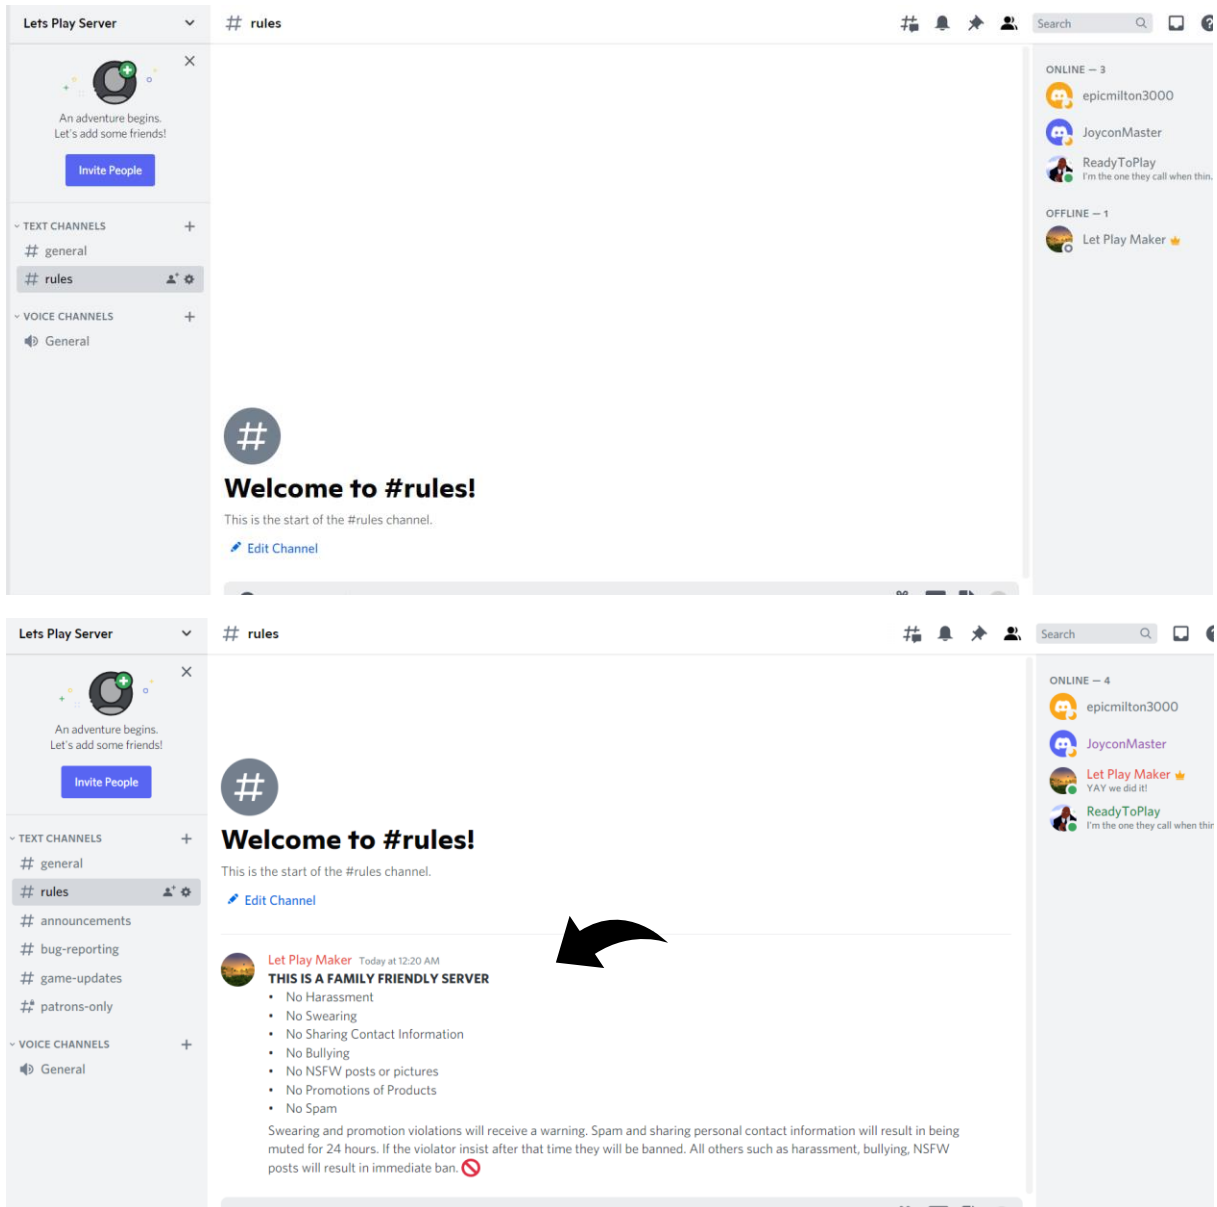 Lets Play Server
# rules
Search
An adventure begins.
Let's add some friends!
Invite People
TEXT CHANNELS
# general
# rules
VOICE CHANNELS
General
#
Welcome to #rules!
This is the start of the #rules channel.
Edit Channel
ONLINE — 3
epicmilton3000
JoyconMaster
ReadyToPlay
I'm the one they call when thin.
OFFLINE — 1
Let Play Maker
Lets Play Server
# rules
Search
An adventure begins.
Let's add some friends!
Invite People
TEXT CHANNELS
# general
# rules
# announcements
# bug-reporting
# game-updates
# patrons-only
VOICE CHANNELS
General
#
Welcome to #rules!
This is the start of the #rules channel.
Edit Channel
Let Play Maker Today at 12:20 AM
THIS IS A FAMILY FRIENDLY SERVER
• No Harassment
• No Swearing
• No Sharing Contact Information
• No Bullying
• No NSFW posts or pictures
• No Promotions of Products
• No Spam
Swearing and promotion violations will receive a warning. Spam and sharing personal contact information will result in being
muted for 24 hours. If the violator insist after that time they will be banned. All others such as harassment, bullying, NSFW
posts will result in immediate ban.
ONLINE — 4
epicmilton3000
JoyconMaster
Let Play Maker
YAY we did it!
ReadyToPlay
I'm the one they call when thin